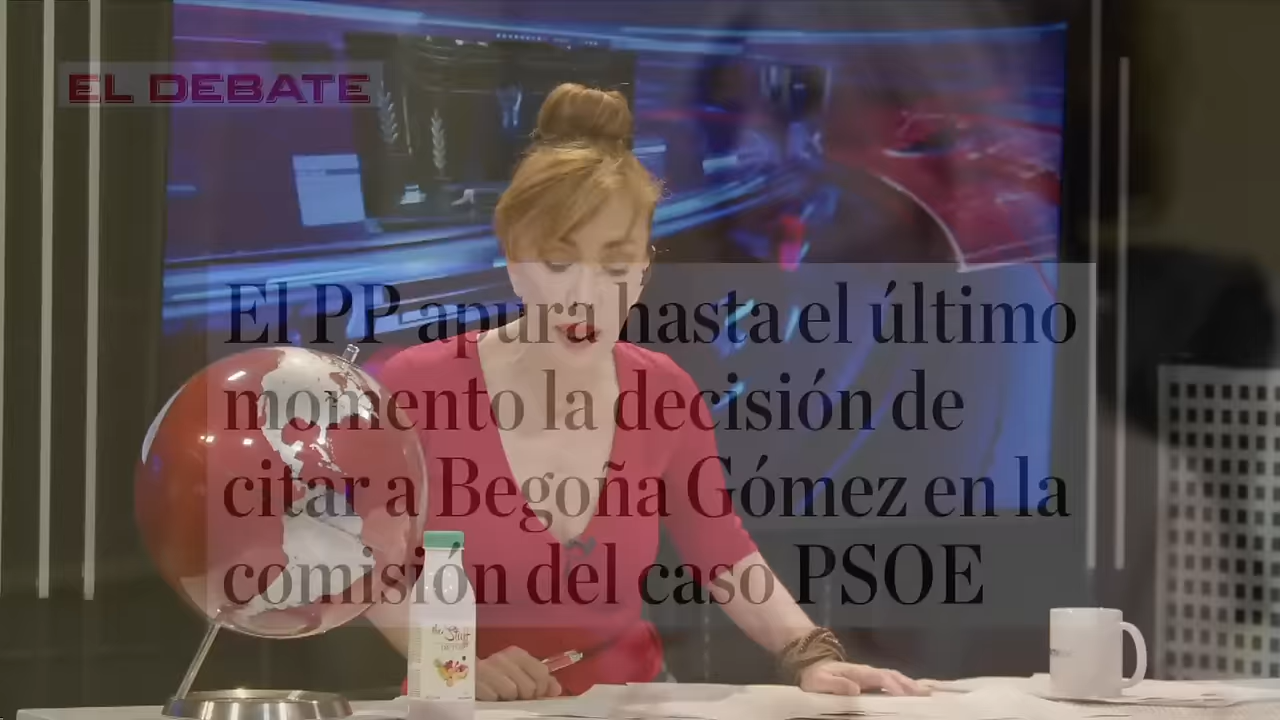 EL DEBATE
El PP apura hasta el último
momento la decisión de
citar a Begoña Gómez en la
comisión del caso PSOE